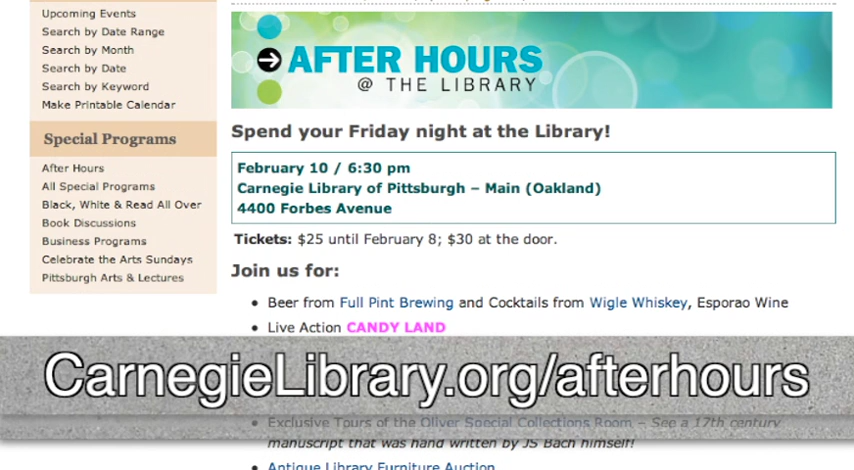 Upcoming Events
Search by Date Range
Search by Month
Search by Date
Search by Keyword
Make Printable Calendar
Special Programs
After Hours
All Special Programs
Black, White & Read All Over
Book Discussions
Business Programs
Celebrate the Arts Sundays
Pittsburgh Arts & Lectures
AFTER HOURS
@ THE LIBRARY
Spend your Friday night at the Library!
February 10 / 6:30 pm
Carnegie Library of Pittsburgh – Main (Oakland)
4400 Forbes Avenue
Tickets: $25 until February 8; $30 at the door.
Join us for:
• Beer from Full Pint Brewing and Cocktails from Wigle Whiskey, Esporao Wine
• Live Action CANDY LAND
CarnegieLibrary.org/afterhours
• Exclusive Tours of the Oliver Special Collections Room – See a 17th century
manuscript that was hand written by JS Bach himself!
• Antique Library Furniture Auction